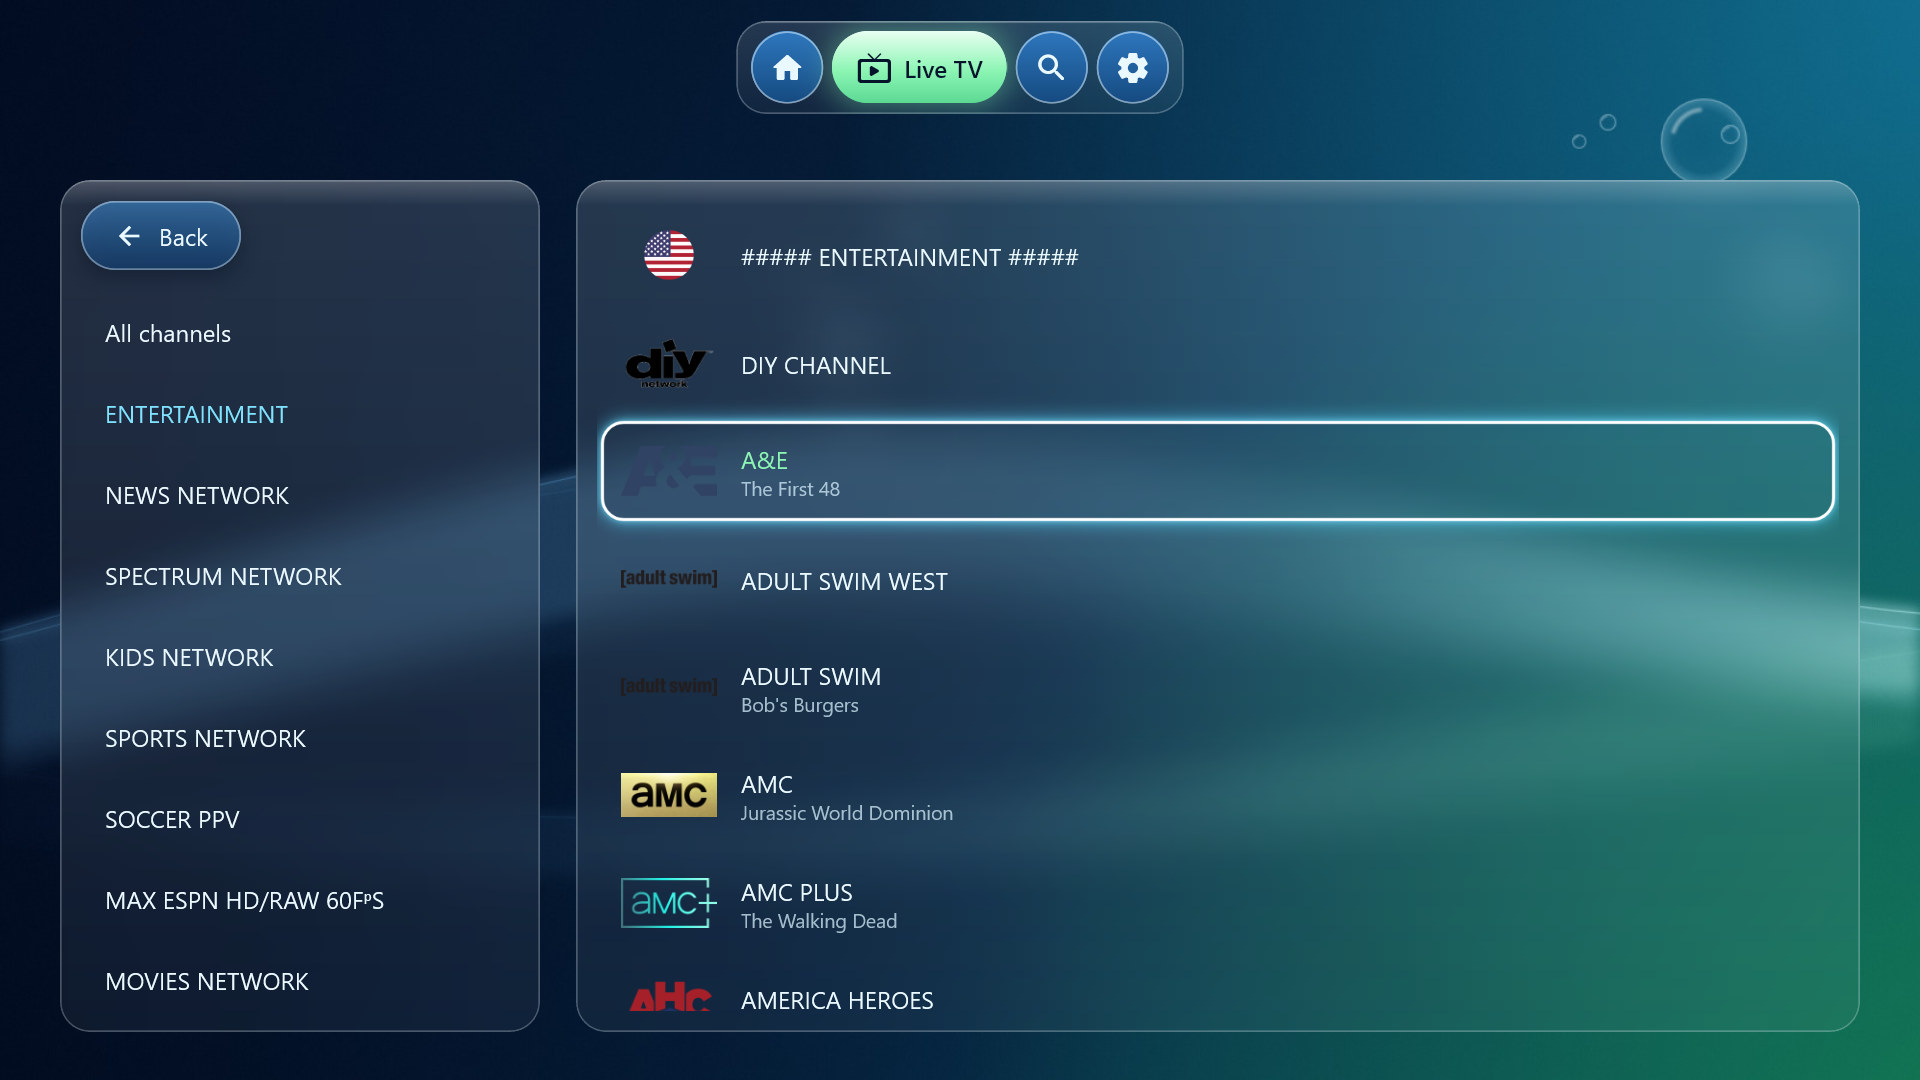 Live TV
Back
All channels
ENTERTAINMENT
NEWS NETWORK
SPECTRUM NETWORK
KIDS NETWORK
SPORTS NETWORK
SOCCER PPV
MAX ESPN HD/RAW 60FᴾS
MOVIES NETWORK
##### ENTERTAINMENT #####
diy
network
DIY CHANNEL
A&E
A&E
The First 48
[adult swim]
ADULT SWIM WEST
[adult swim]
ADULT SWIM
Bob's Burgers
aMC
AMC
Jurassic World Dominion
aMC+
AMC PLUS
The Walking Dead
AHC
AMERICA HEROES